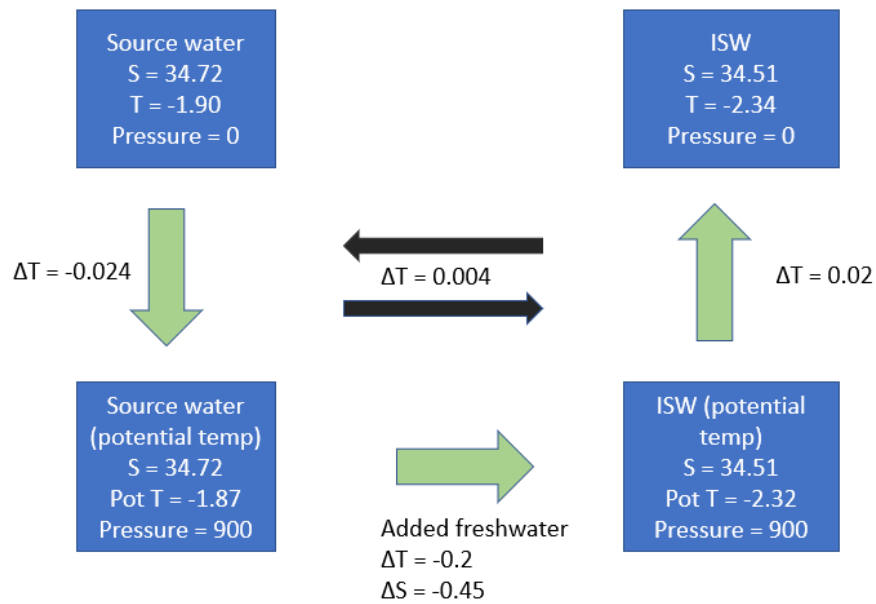 Source water
S = 34.72
T = -1.90
Pressure = 0
ISW
S = 34.51
T = -2.34
Pressure = 0
ΔT = -0.024
ΔT = 0.004
ΔT = 0.02
Source water
(potential temp)
S = 34.72
Pot T = -1.87
Pressure = 900
Added freshwater
ΔT = -0.2
ΔS = -0.45
ISW (potential
temp)
S = 34.51
Pot T = -2.32
Pressure = 900